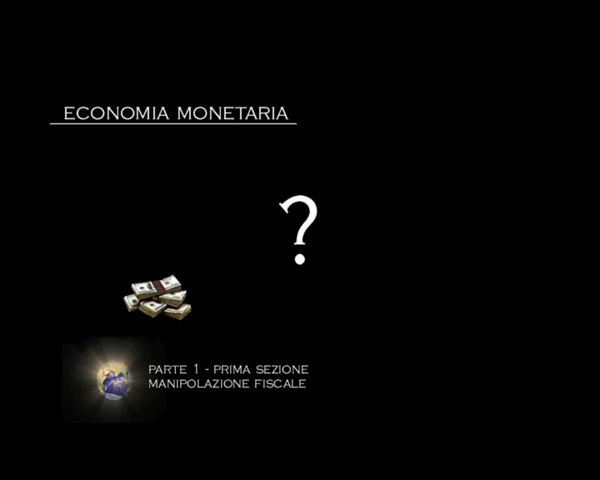 ECONOMIA MONETARIA
?
PARTE 1 - PRIMA SEZIONE
MANIPOLAZIONE FISCALE